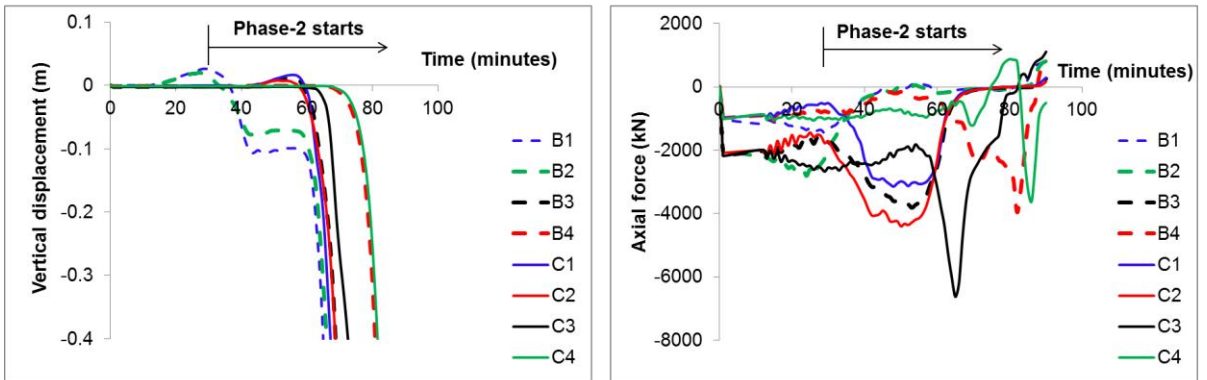 Phase-2 starts
Time (minutes)
Vertical displacement (m)
0.1
0
-0.1
-0.2
-0.3
-0.4
0 20 40 60 80 100
B1
B2
B3
B4
C1
C2
C3
C4
Phase-2 starts
Time (minutes)
Axial force (kN)
2000
0
-2000
-4000
-6000
-8000
0 20 40 60 80 100
B1
B2
B3
B4
C1
C2
C3
C4